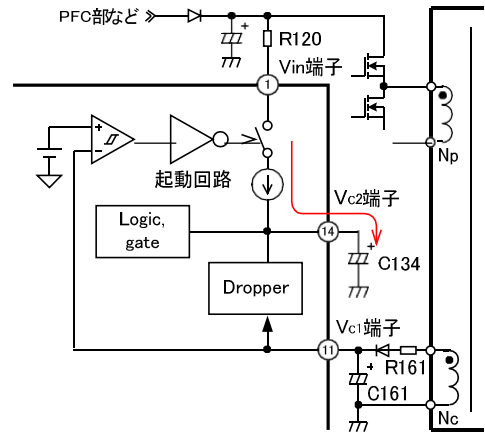 PFC部など
R120
Vin端子
1
Np
起動回路
VC2端子
Logic,
gate
14
C134
Dropper
VC1端子
11
R161
C161
Nc